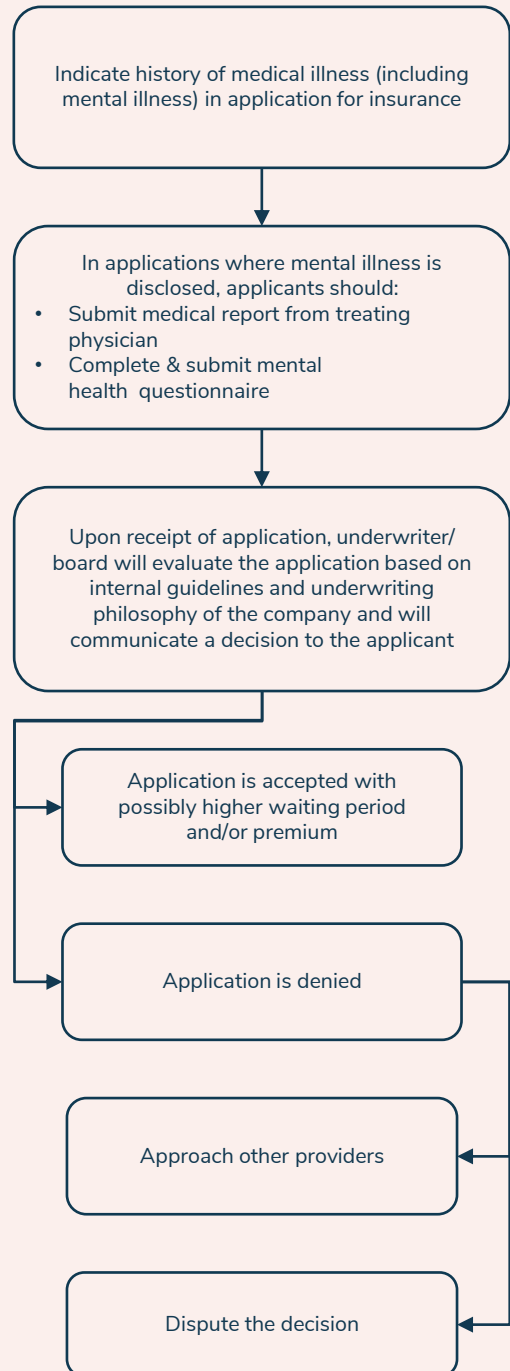 Indicate history of medical illness (including
mental illness) in application for insurance
In applications where mental illness is
disclosed, applicants should:
• Submit medical report from treating
physician
• Complete & submit mental
health questionnaire
Upon receipt of application, underwriter/
board will evaluate the application based on
internal guidelines and underwriting
philosophy of the company and will
communicate a decision to the applicant
Application is accepted with
possibly higher waiting period
and/or premium
Application is denied
Approach other providers
Dispute the decision